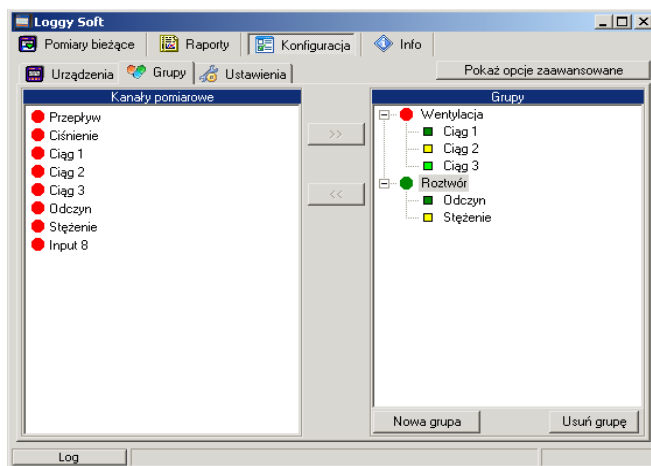 Loggy Soft
Pomiary bieżące Raporty Konfiguracja Info
Urządzenia Grupy Ustawienia Pokaż opcje zaawansowane
Kanały pomiarowe
Przepływ
Ciśnienie
Ciąg 1
Ciąg 2
Ciąg 3
Odczyn
Stężenie
Input 8
>>
<<
Grupy
Wentylacja
Ciąg 1
Ciąg 2
Ciąg 3
Roztwór
Odczyn
Stężenie
Nowa grupa Usuń grupę
Log